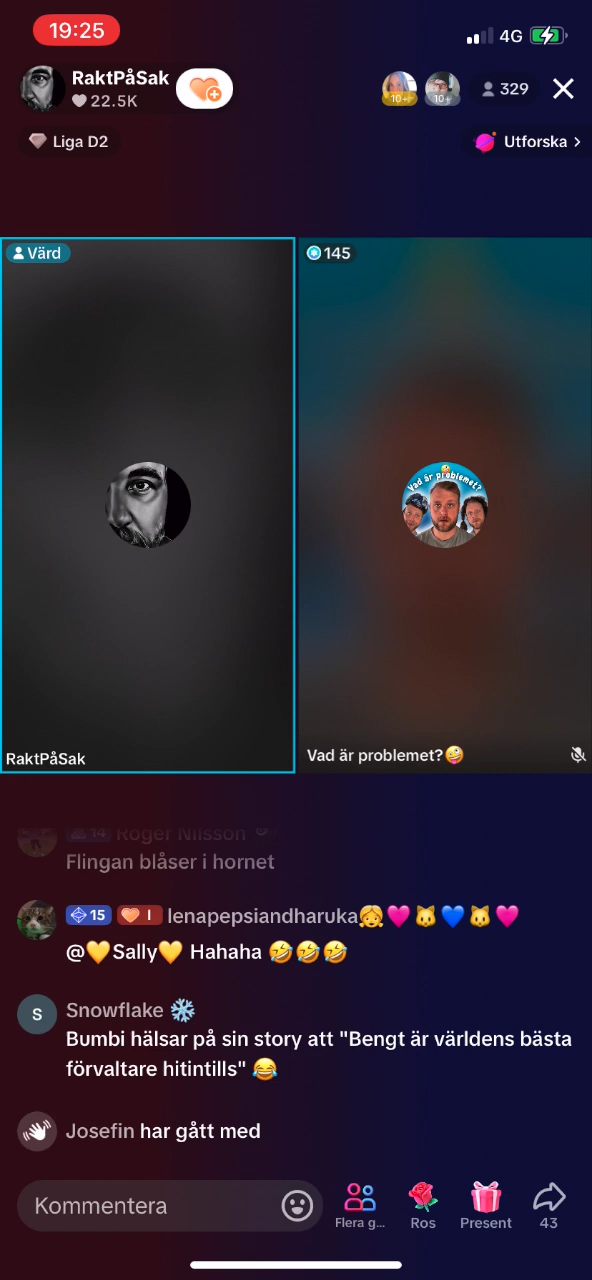 19:25
4G
RaktPåSak
22.5K
10+
10+
329
Liga D2
Utforska >
Värd
145
Vad är problemet?
RaktPåSak
Vad är problemet?🤪
14 Roger Nilsson
Flingan blåser i hornet
15 I lenapepsiandharuka👧💗🐱💙🐱💗
@💛Sally💛 Hahaha 🤣🤣🤣
S
Snowflake ❄️
Bumbi hälsar på sin story att "Bengt är världens bästa
förvaltare hitintills" 😂
Josefin har gått med
Kommentera
Flera g...
Ros
Present
43